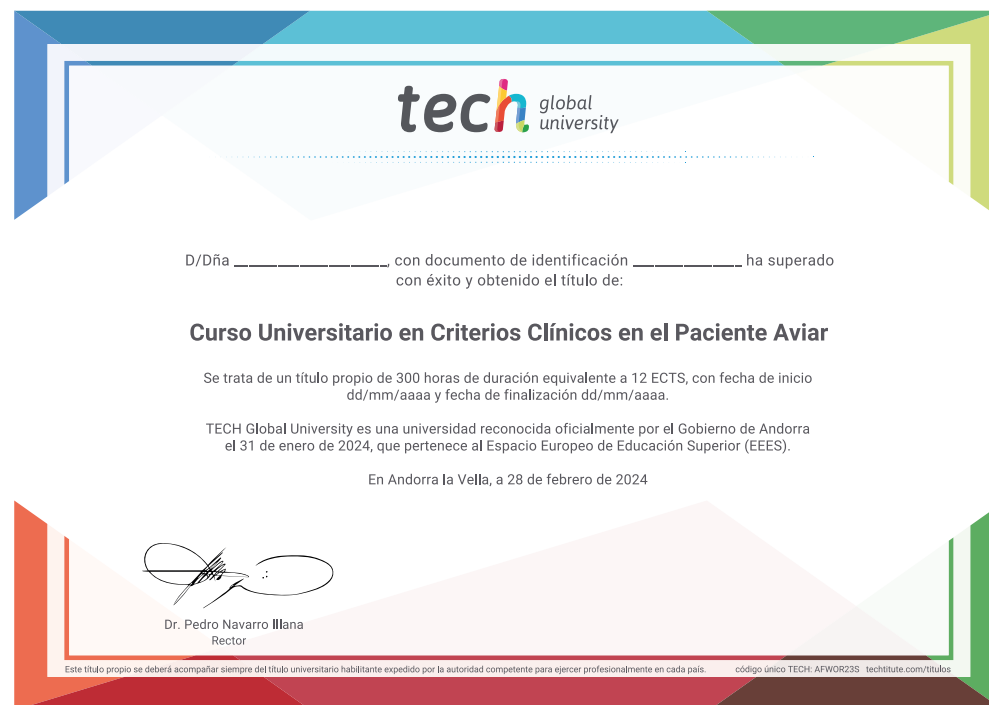 tech global university
D/Dña ____________________, con documento de identificación ______________ ha superado
con éxito y obtenido el título de:
Curso Universitario en Criterios Clínicos en el Paciente Aviar
Se trata de un título propio de 300 horas de duración equivalente a 12 ECTS, con fecha de inicio
dd/mm/aaaa y fecha de finalización dd/mm/aaaa.
TECH Global University es una universidad reconocida oficialmente por el Gobierno de Andorra
el 31 de enero de 2024, que pertenece al Espacio Europeo de Educación Superior (EEES).
En Andorra la Vella, a 28 de febrero de 2024
Dr. Pedro Navarro Illana
Rector
Este título propio se deberá acompañar siempre del título universitario habilitante expedido por la autoridad competente para ejercer profesionalmente en cada país. código único TECH: AFWOR23S techtitute.com/titulos